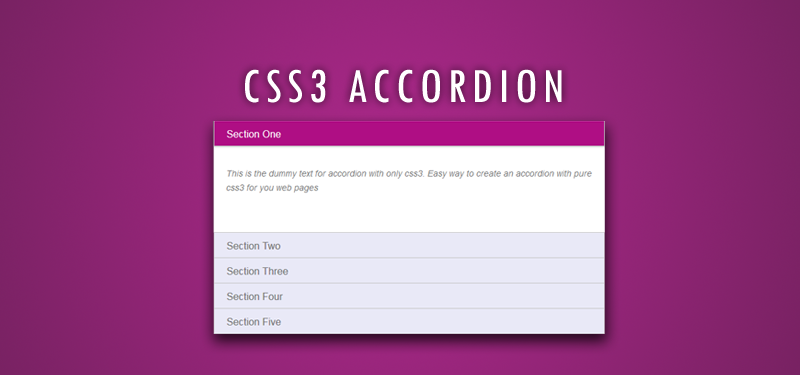 CSS3 ACCORDION
Section One
This is the dummy text for accordion with only css3. Easy way to create an accordion with pure
css3 for you web pages
Section Two
Section Three
Section Four
Section Five